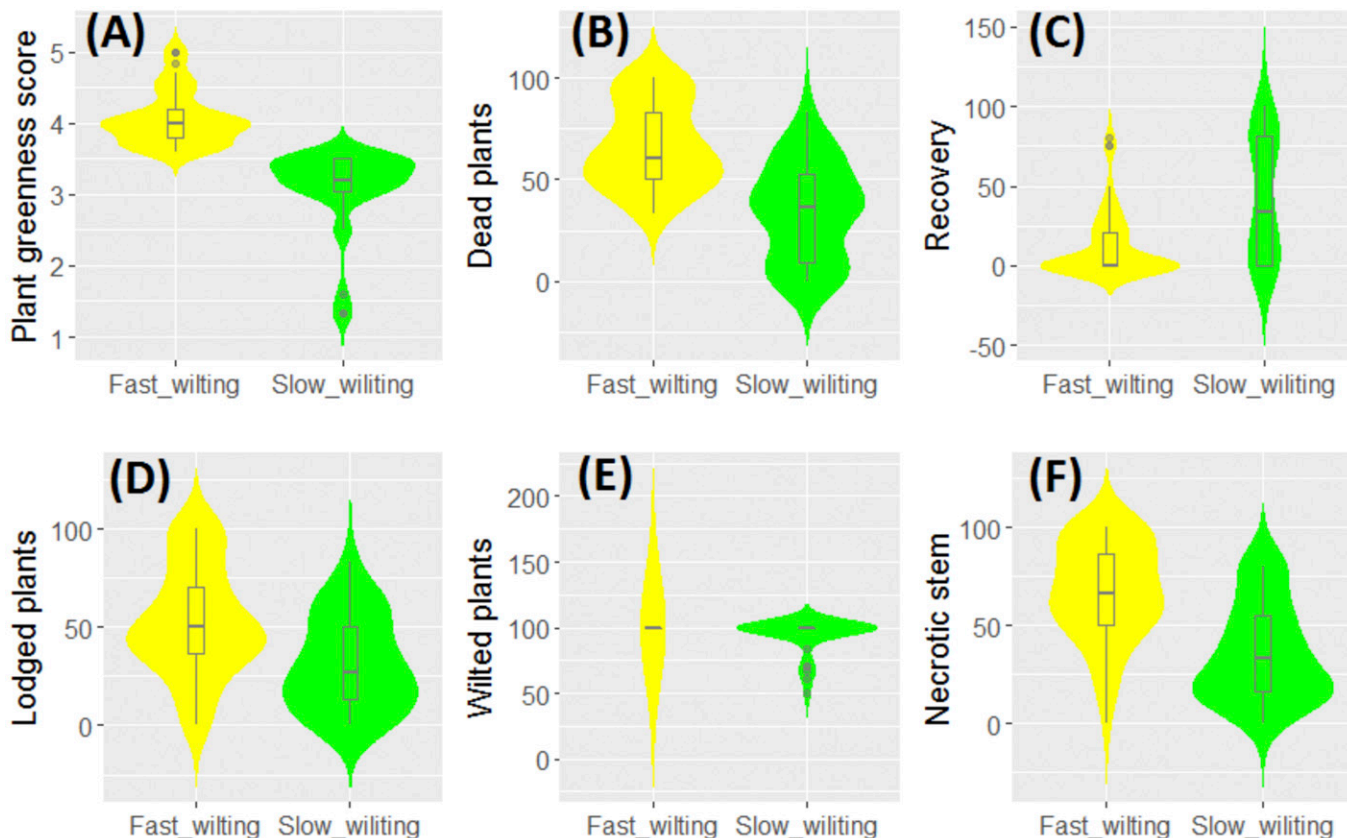 (A)
Plant greenness score
5
4
3
2
1
Fast_wilting Slow_wiliting
(B)
Dead plants
100
50
0
Fast_wilting Slow_wiliting
(C)
Recovery
150
100
50
0
-50
Fast_wilting Slow_wiliting
(D)
Lodged plants
100
50
0
Fast_wilting Slow_wiliting
(E)
Wilted plants
200
150
100
50
0
Fast_wilting Slow_wiliting
(F)
Necrotic stem
100
50
0
Fast_wilting Slow_wiliting